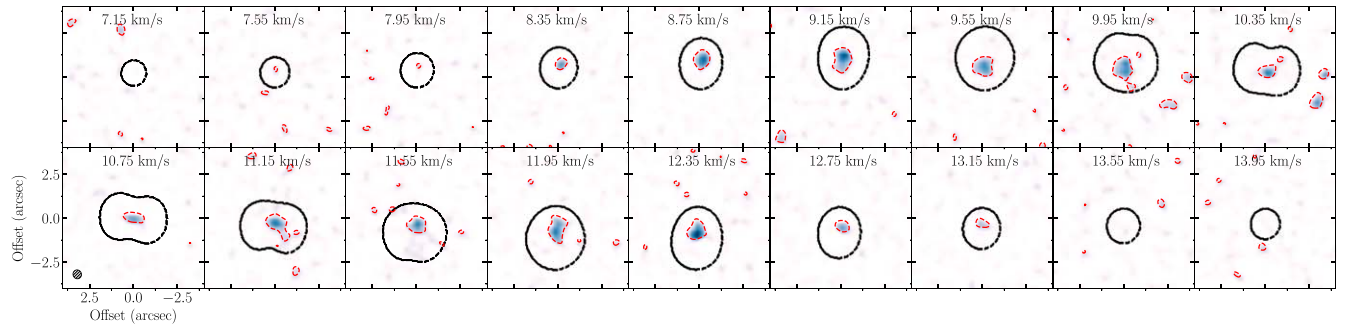 7.15 km/s 7.55 km/s 7.95 km/s 8.35 km/s 8.75 km/s 9.15 km/s 9.55 km/s 9.95 km/s 10.35 km/s
10.75 km/s 11.15 km/s 11.55 km/s 11.95 km/s 12.35 km/s 12.75 km/s 13.15 km/s 13.55 km/s 13.95 km/s
2.5
0.0
−2.5
Offset (arcsec)
2.5 0.0 −2.5
Offset (arcsec)